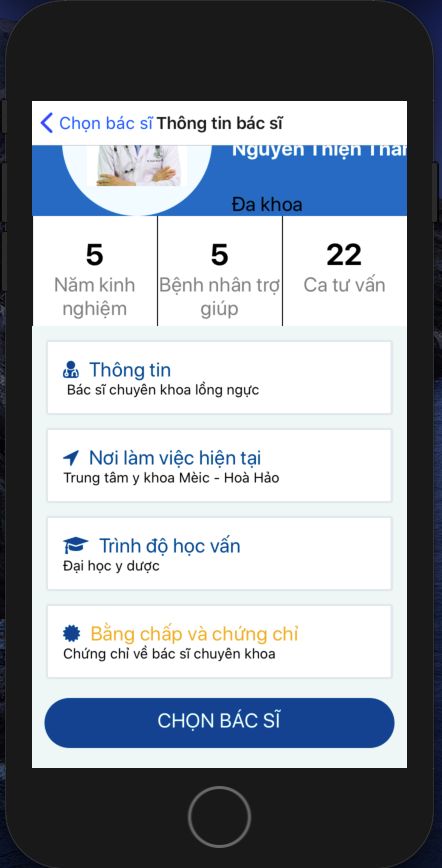 Chọn bác sĩ Thông tin bác sĩ
Nguyễn Thiện
Đa khoa
5 5 22
Năm kinh nghiệm Bệnh nhân trợ giúp Ca tư vấn
Thông tin
Bác sĩ chuyên khoa lồng ngực
Nơi làm việc hiện tại
Trung tâm y khoa Mèic - Hoà Hảo
Trình độ học vấn
Đại học y dược
Bằng chấp và chứng chỉ
Chứng chỉ về bác sĩ chuyên khoa
CHỌN BÁC SĨ